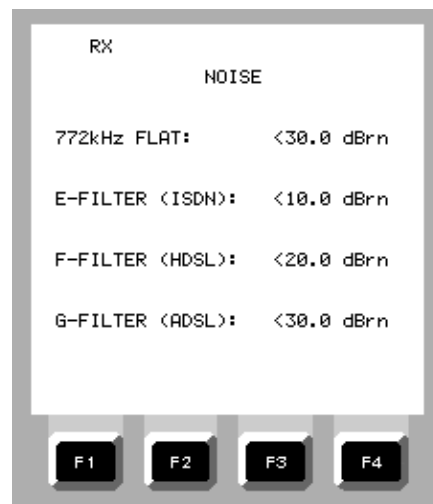 RX
NOISE
772kHz FLAT: <30.0 dBrn
E-FILTER (ISDN): <10.0 dBrn
F-FILTER (HDSL): <20.0 dBrn
G-FILTER (ADSL): <30.0 dBrn
F1 F2 F3 F4